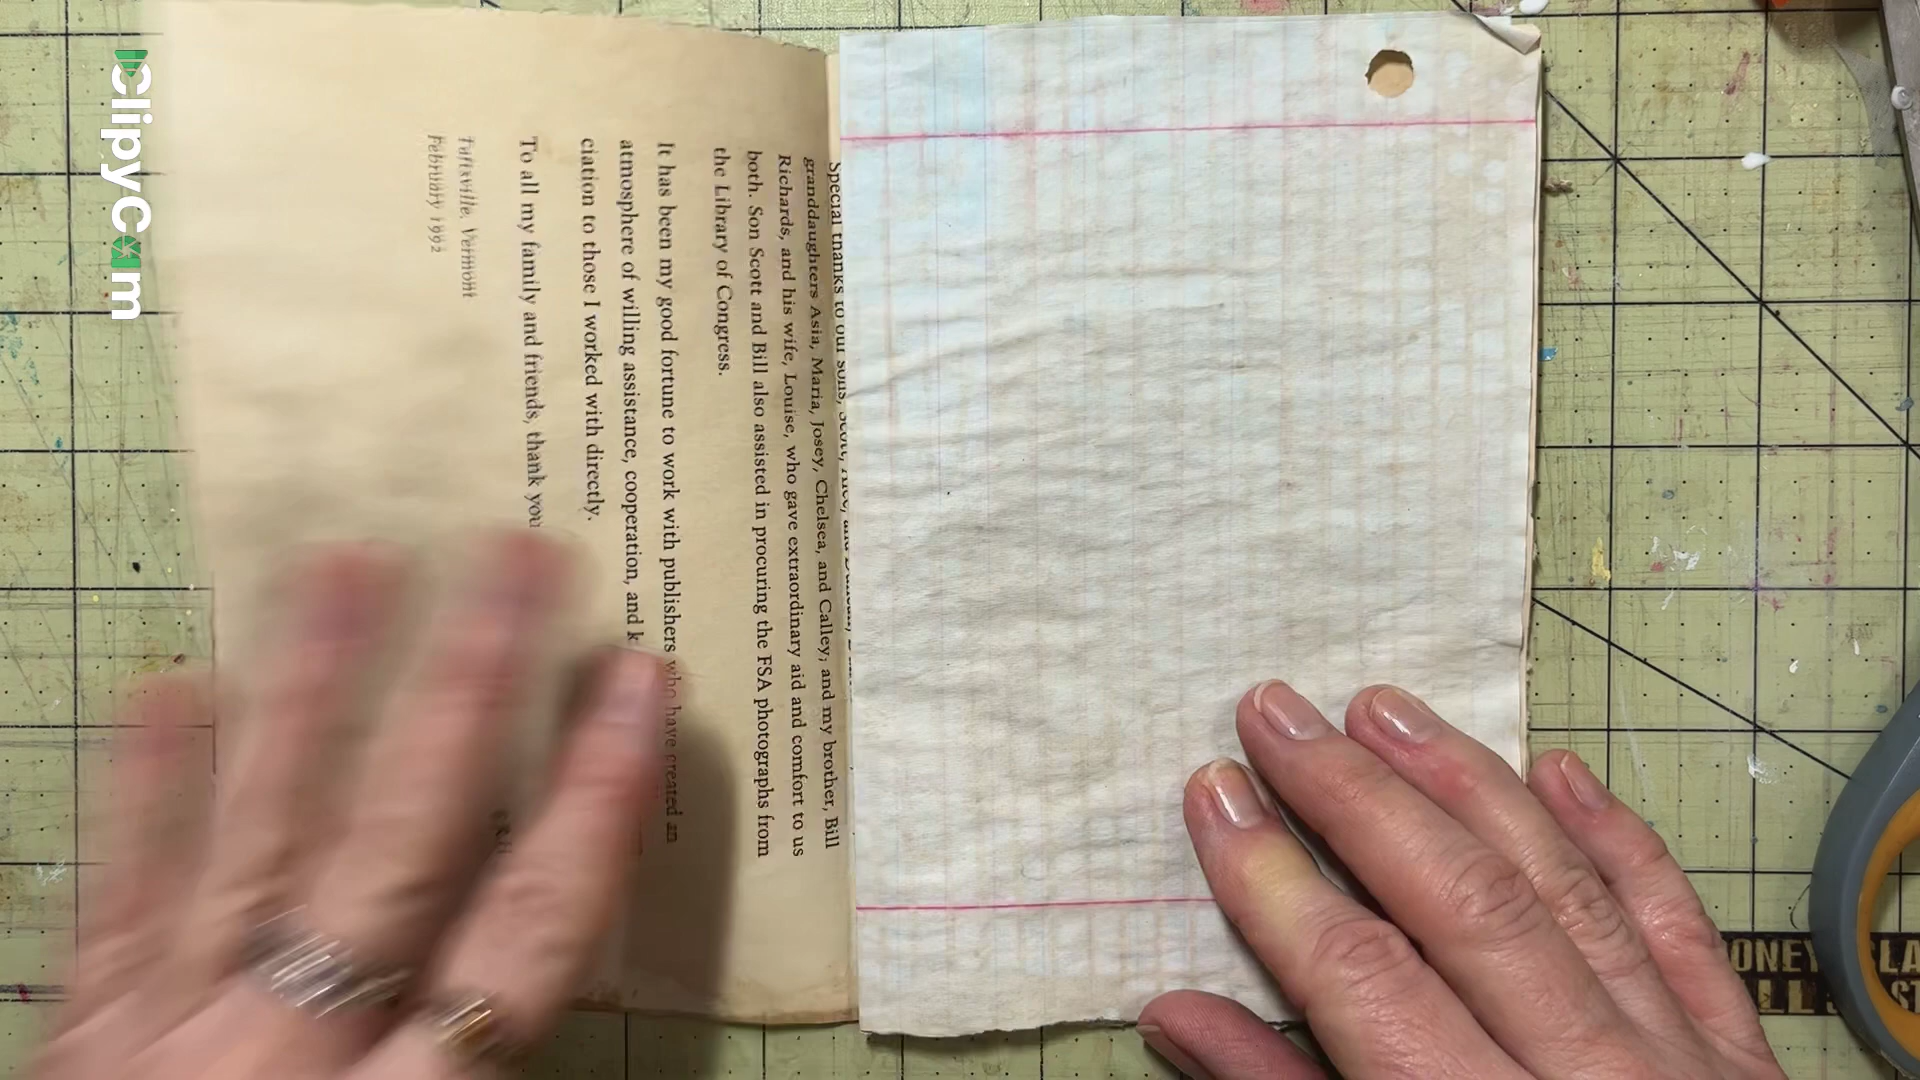 ClipyCam
Special thanks to our sons, Scott,
granddaughters Asia, Maria, Josey, Chelsea, and Calley; and my brother, Bill
Richards, and his wife, Louise, who gave extraordinary aid and comfort to us
both. Son Scott and Bill also assisted in procuring the FSA photographs from
the Library of Congress.
It has been my good fortune to work with publishers who have created an
atmosphere of willing assistance, cooperation, and
ciation to those I worked with directly.
To all my family and friends, thank you
Taftsville, Vermont
February 1992